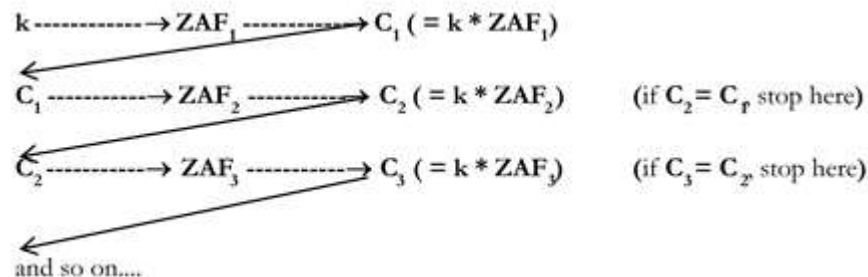 k ------------→ ZAF₁ ------------→ C₁ ( = k * ZAF₁)
C₁ ------------→ ZAF₂ ------------→ C₂ ( = k * ZAF₂) (if C₂ = C₁, stop here)
C₂ ------------→ ZAF₃ ------------→ C₃ ( = k * ZAF₃) (if C₃ = C₂, stop here)
and so on....